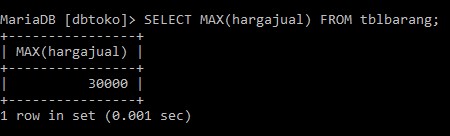 MariaDB [dbtoko]> SELECT MAX(hargajual) FROM tblbarang;
+----------------+
| MAX(hargajual) |
+----------------+
|          30000 |
+----------------+
1 row in set (0.001 sec)